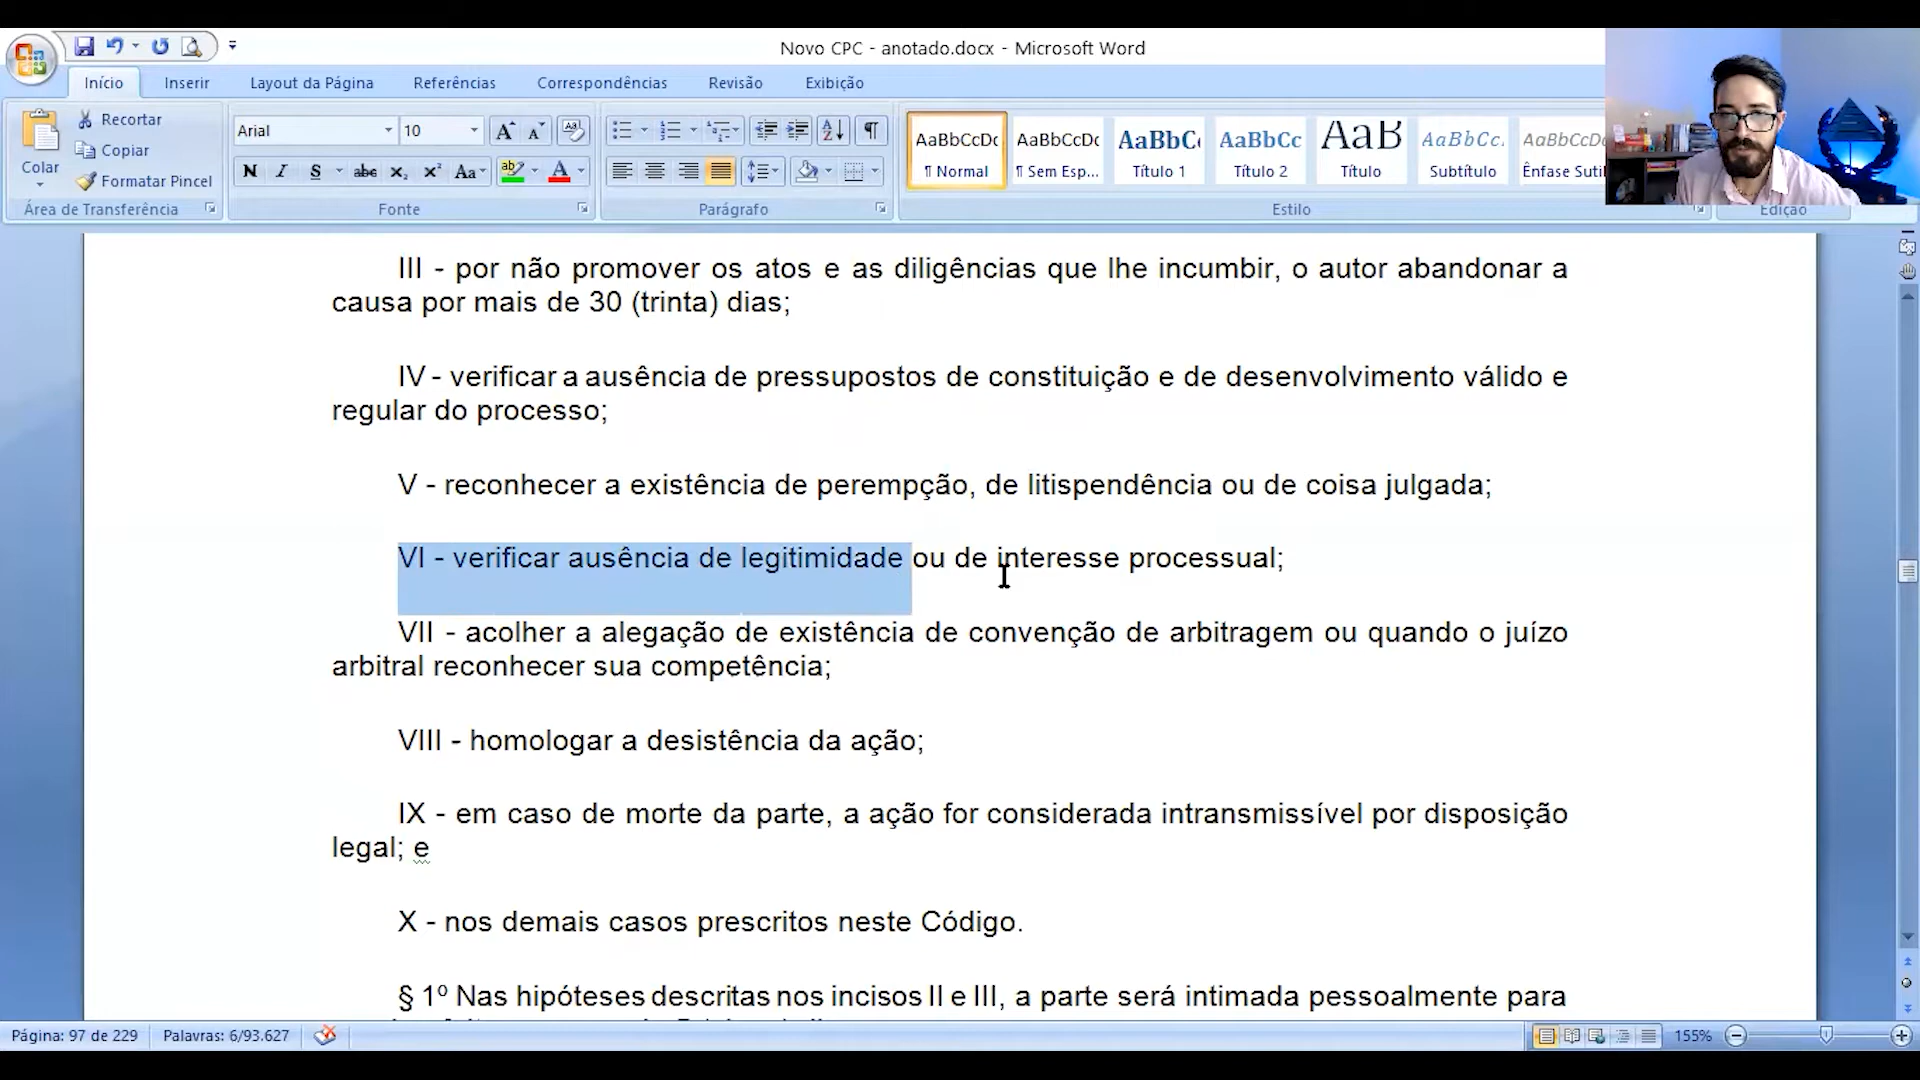 Novo CPC - anotado.docx - Microsoft Word
Início Inserir Layout da Página Referências Correspondências Revisão Exibição
Colar
Recortar
Copiar
Formatar Pincel
Área de Transferência
Arial 10
N I S abc x₂ x² Aa
Fonte
Parágrafo
AaBbCcDc AaBbCcDc AaBbC AaBbCc AaB AaBbCc. AaBbCcDc
¶ Normal ¶ Sem Esp... Título 1 Título 2 Título Subtítulo Ênfase Sutil
Estilo
Edição
III - por não promover os atos e as diligências que lhe incumbir, o autor abandonar a
causa por mais de 30 (trinta) dias;
IV - verificar a ausência de pressupostos de constituição e de desenvolvimento válido e
regular do processo;
V - reconhecer a existência de perempção, de litispendência ou de coisa julgada;
VI - verificar ausência de legitimidade ou de interesse processual;
VII - acolher a alegação de existência de convenção de arbitragem ou quando o juízo
arbitral reconhecer sua competência;
VIII - homologar a desistência da ação;
IX - em caso de morte da parte, a ação for considerada intransmissível por disposição
legal; e
X - nos demais casos prescritos neste Código.
§ 1º Nas hipóteses descritas nos incisos II e III, a parte será intimada pessoalmente para
Página: 97 de 229 Palavras: 6/93.627 155%